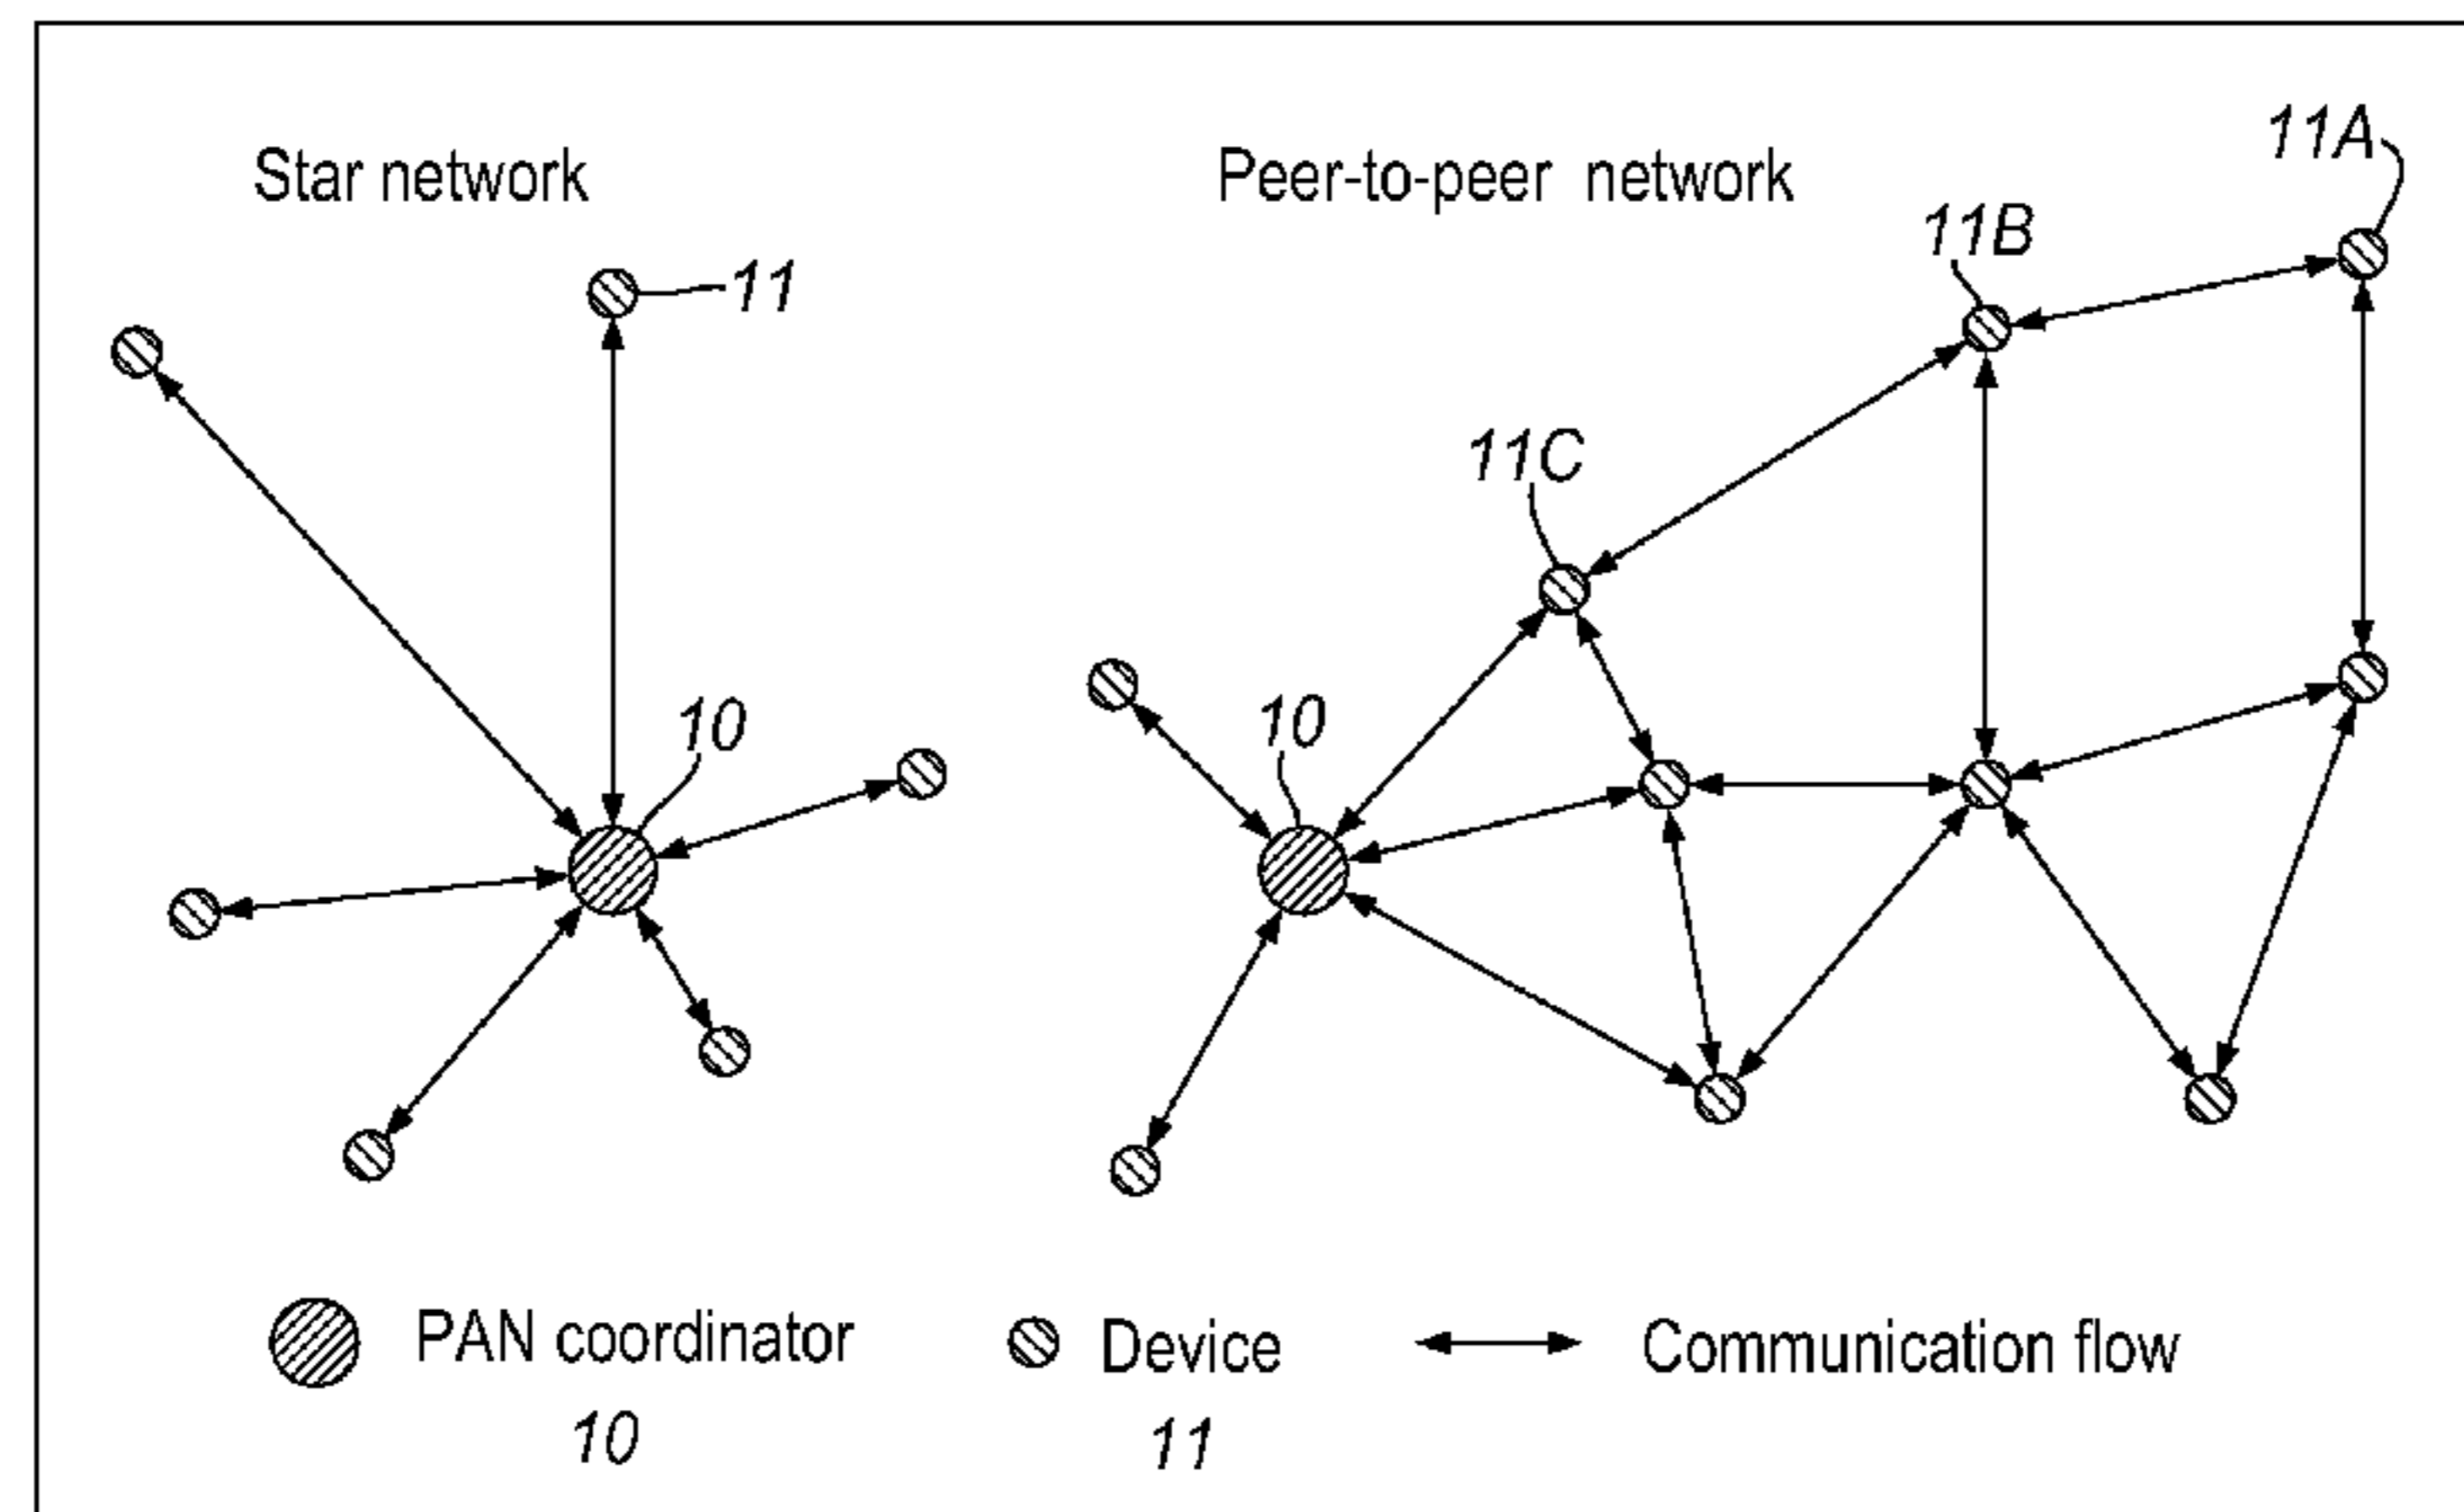 Star network
Peer-to-peer network
11A
11B
11
11C
10
10
PAN coordinator
Device
Communication flow
10
11